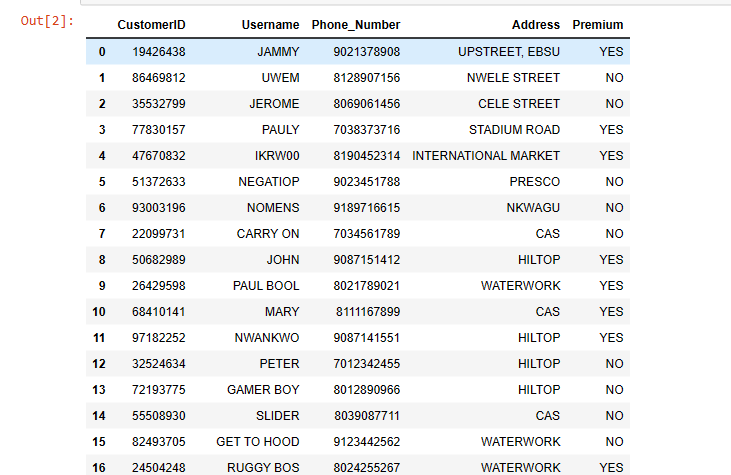 Out[2]:
CustomerID Username Phone_Number Address Premium
0 19426438 JAMMY 9021378908 UPSTREET, EBSU YES
1 86469812 UWEM 8128907156 NWELE STREET NO
2 35532799 JEROME 8069061456 CELE STREET NO
3 77830157 PAULY 7038373716 STADIUM ROAD YES
4 47670832 IKRW00 8190452314 INTERNATIONAL MARKET YES
5 51372633 NEGATIOP 9023451788 PRESCO NO
6 93003196 NOMENS 9189716615 NKWAGU NO
7 22099731 CARRY ON 7034561789 CAS NO
8 50682989 JOHN 9087151412 HILTOP YES
9 26429598 PAUL BOOL 8021789021 WATERWORK YES
10 68410141 MARY 8111167899 CAS YES
11 97182252 NWANKWO 9087141551 HILTOP YES
12 32524634 PETER 7012342455 HILTOP NO
13 72193775 GAMER BOY 8012890966 HILTOP NO
14 55508930 SLIDER 8039087711 CAS NO
15 82493705 GET TO HOOD 9123442562 WATERWORK NO
16 24504248 RUGGY BOS 8024255267 WATERWORK YES